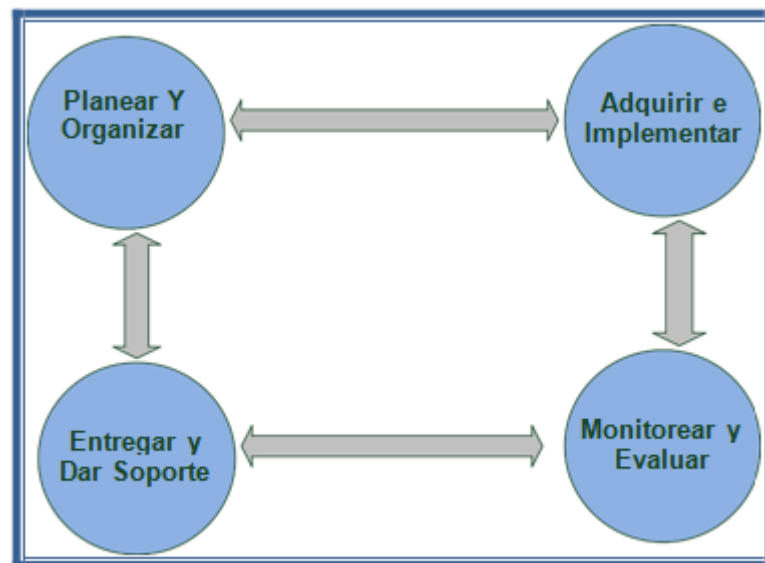 Planear Y
Organizar
Adquirir e
Implementar
Entregar y
Dar Soporte
Monitorear y
Evaluar